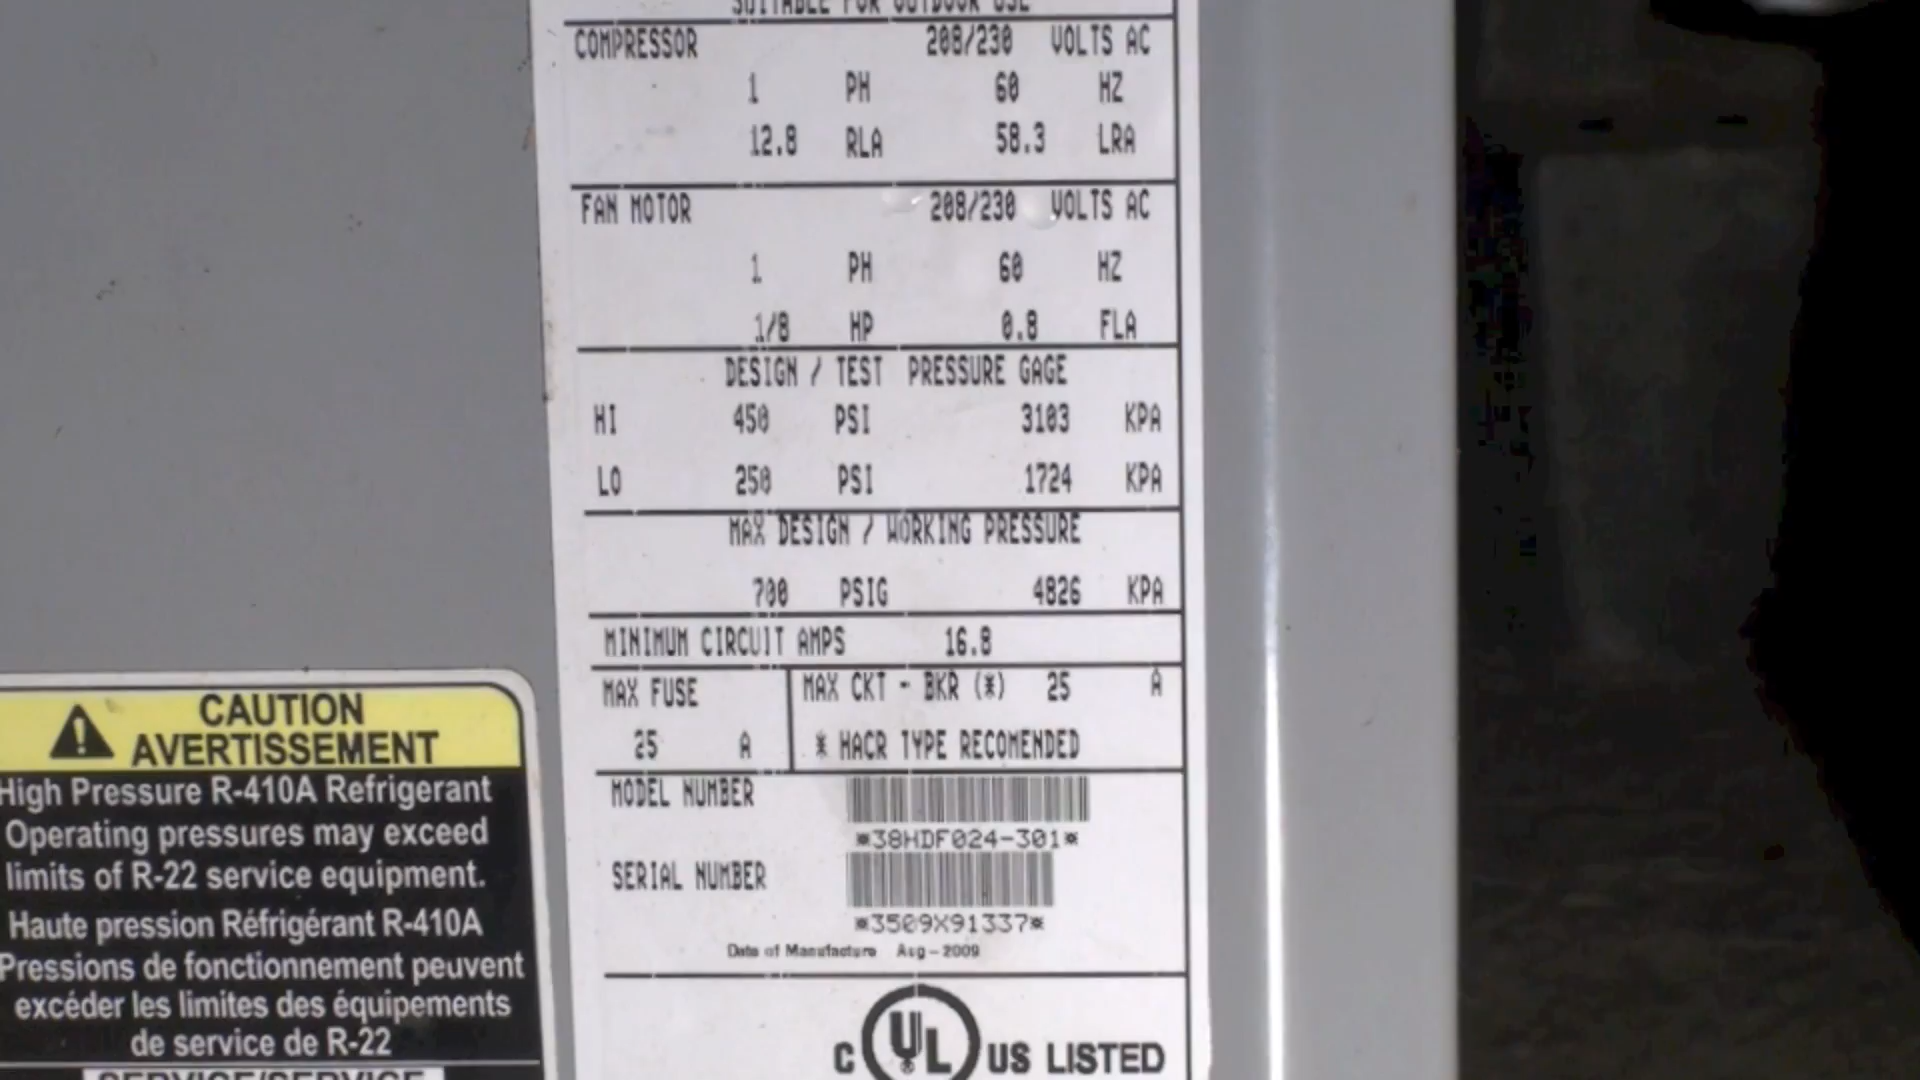 SUITABLE FOR OUTDOOR USE
COMPRESSOR 208/230 VOLTS AC
1 PH 60 HZ
12.8 RLA 58.3 LRA
FAN MOTOR 208/230 VOLTS AC
1 PH 60 HZ
1/8 HP 0.8 FLA
DESIGN / TEST PRESSURE GAGE
HI 450 PSI 3103 KPA
LO 250 PSI 1724 KPA
MAX DESIGN / WORKING PRESSURE
700 PSIG 4826 KPA
MINIMUM CIRCUIT AMPS 16.8
MAX FUSE
25 A
MAX CKT - BKR (*) 25 A
* HACR TYPE RECOMENDED
MODEL NUMBER
*38HDF024-301*
SERIAL NUMBER
*3509X91337*
Date of Manufacture Aug-2009
C UL US LISTED
CAUTION
AVERTISSEMENT
High Pressure R-410A Refrigerant
Operating pressures may exceed
limits of R-22 service equipment.
Haute pression Réfrigérant R-410A
Pressions de fonctionnement peuvent
excéder les limites des équipements
de service de R-22
SERVICE/SERVICE